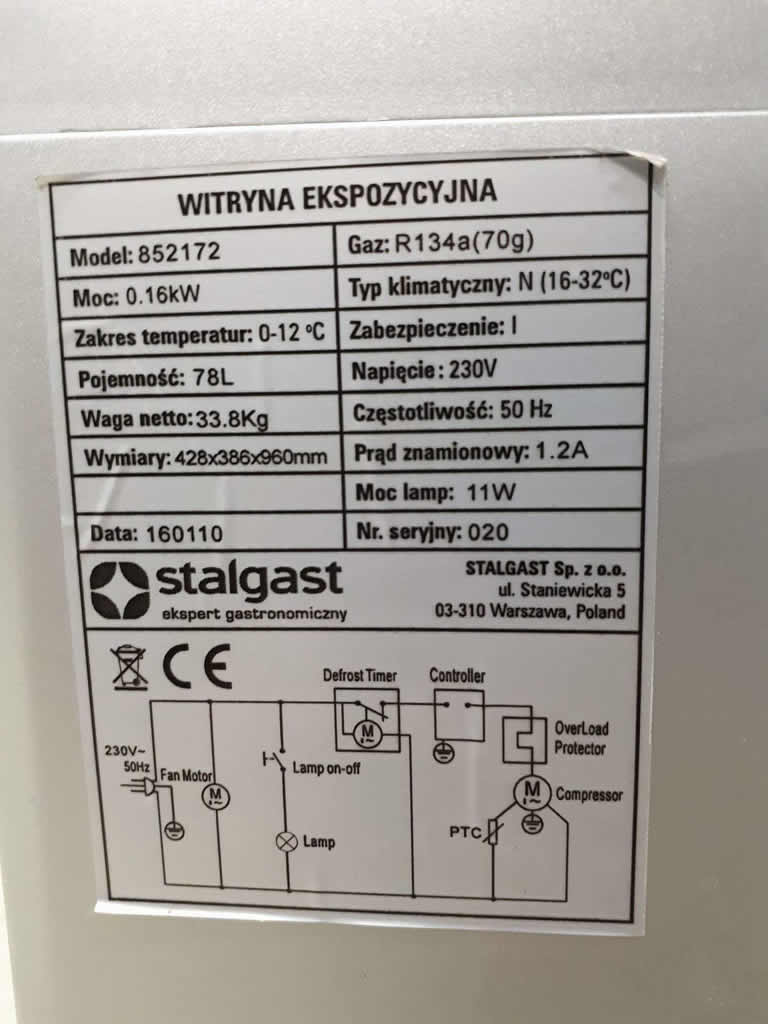 WITRYNA EKSPOZYCYJNA
Model: 852172
Gaz: R134a(70g)
Moc: 0.16kW
Typ klimatyczny: N (16-32ºC)
Zakres temperatur: 0-12 ºC
Zabezpieczenie: I
Pojemność: 78L
Napięcie: 230V
Waga netto: 33.8Kg
Częstotliwość: 50 Hz
Wymiary: 428x386x960mm
Prąd znamionowy: 1.2A
Moc lamp: 11W
Data: 160110
Nr. seryjny: 020
stalgast
ekspert gastronomiczny
STALGAST Sp. z o.o.
ul. Staniewicka 5
03-310 Warszawa, Poland
CE
Defrost Timer
Controller
M
OverLoad
Protector
230V~
50Hz
Fan Motor
M
~
Lamp on-off
M
~
Compressor
PTC
Lamp